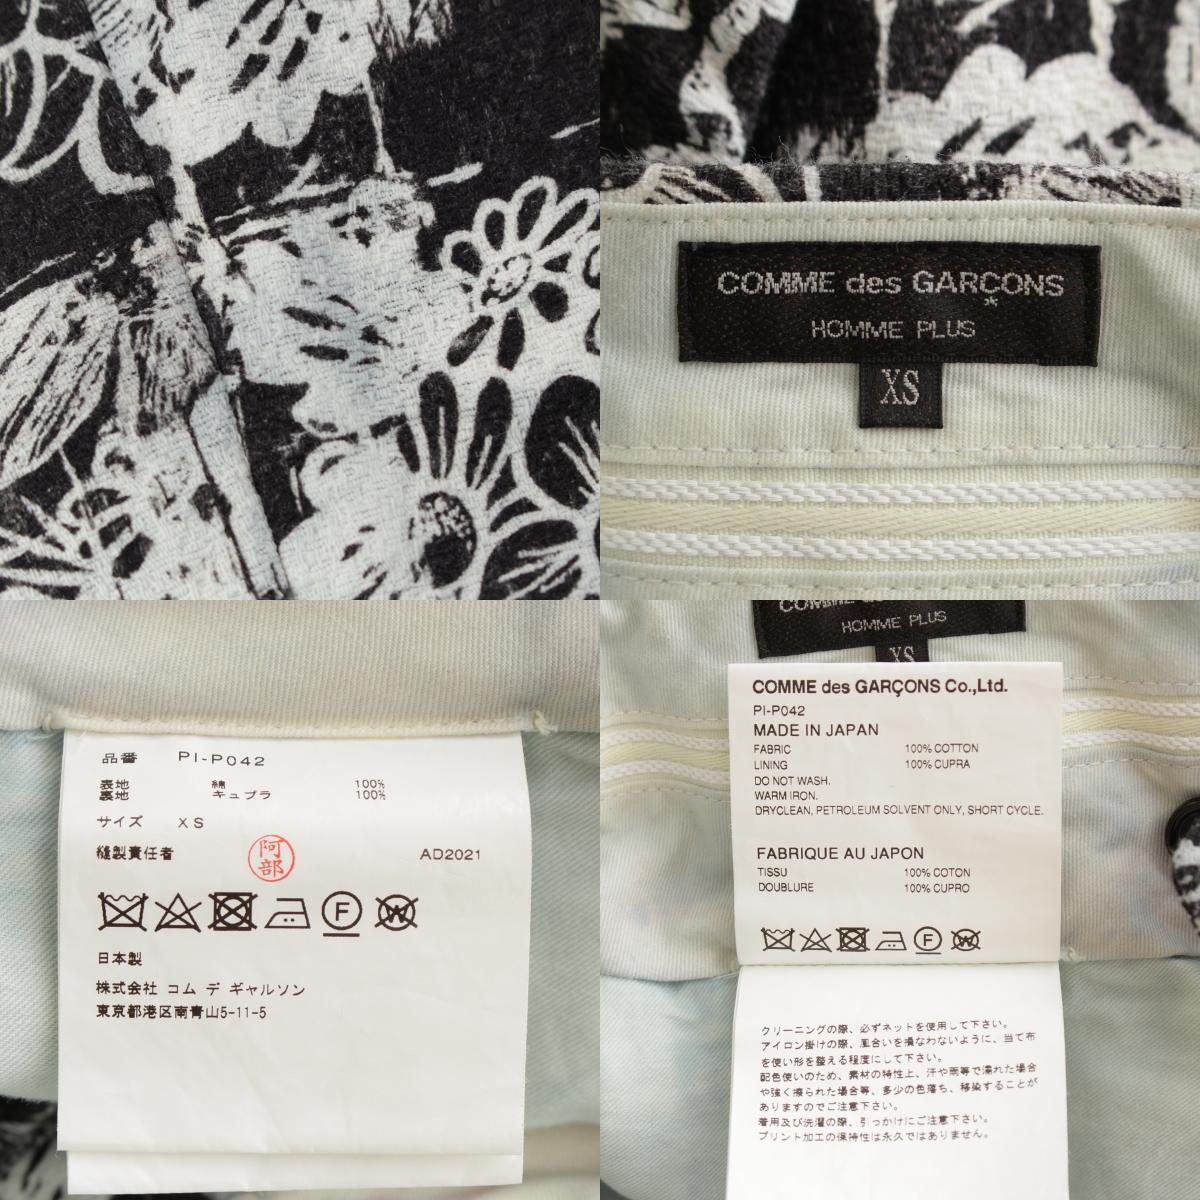 COMME des GARÇONS
*
HOMME PLUS
XS
品番 PI-P042
表地 綿 100%
裏地 キュプラ 100%
サイズ XS
縫製責任者 阿部 AD2021
F
W
日本製
株式会社 コム デ ギャルソン
東京都港区南青山5-11-5
HOMME PLUS
XS
COMME des GARÇONS Co.,Ltd.
PI-P042
MADE IN JAPAN
FABRIC 100% COTTON
LINING 100% CUPRA
DO NOT WASH.
WARM IRON.
DRYCLEAN, PETROLEUM SOLVENT ONLY, SHORT CYCLE.
FABRIQUE AU JAPON
TISSU 100% COTON
DOUBLURE 100% CUPRO
F
W
クリーニングの際、必ずネットを使用して下さい。
アイロン掛けの際、風合いを損なわないように、当て布
を使い形を整える程度にして下さい。
配色使いのため、素材の特性上、汗や雨等で濡れた場合
や強く擦られた場合等、多少の色落ち、移染することが
ありますのでご注意下さい。
着用及び洗濯の際、引っかけにご注意下さい。
プリント加工の保持性は永久ではありません。